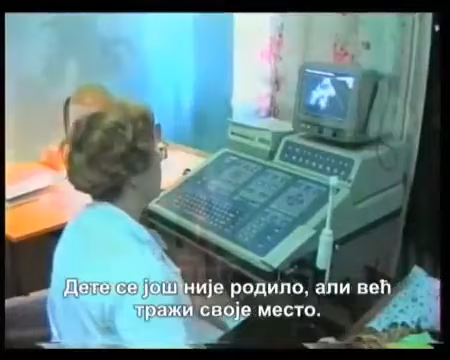 Дете се још није родило, али већ
тражи своје место.